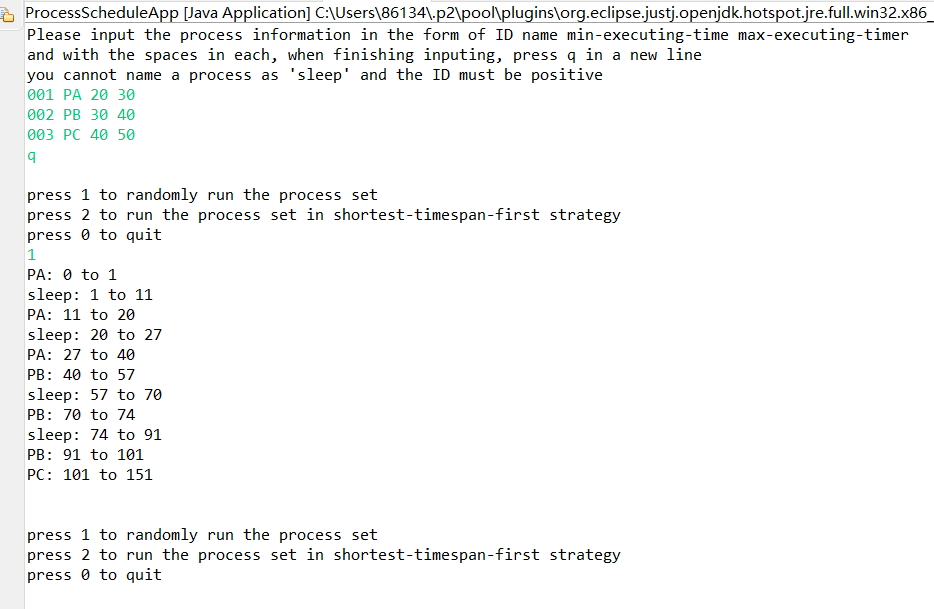 ProcessScheduleApp [Java Application] C:\Users\86134\.p2\pool\plugins\org.eclipse.justj.openjdk.hotspot.jre.full.win32.x86_
Please input the process information in the form of ID name min-executing-time max-executing-timer
and with the spaces in each, when finishing inputing, press q in a new line
you cannot name a process as 'sleep' and the ID must be positive
001 PA 20 30
002 PB 30 40
003 PC 40 50
q
press 1 to randomly run the process set
press 2 to run the process set in shortest-timespan-first strategy
press 0 to quit
1
PA: 0 to 1
sleep: 1 to 11
PA: 11 to 20
sleep: 20 to 27
PA: 27 to 40
PB: 40 to 57
sleep: 57 to 70
PB: 70 to 74
sleep: 74 to 91
PB: 91 to 101
PC: 101 to 151
press 1 to randomly run the process set
press 2 to run the process set in shortest-timespan-first strategy
press 0 to quit